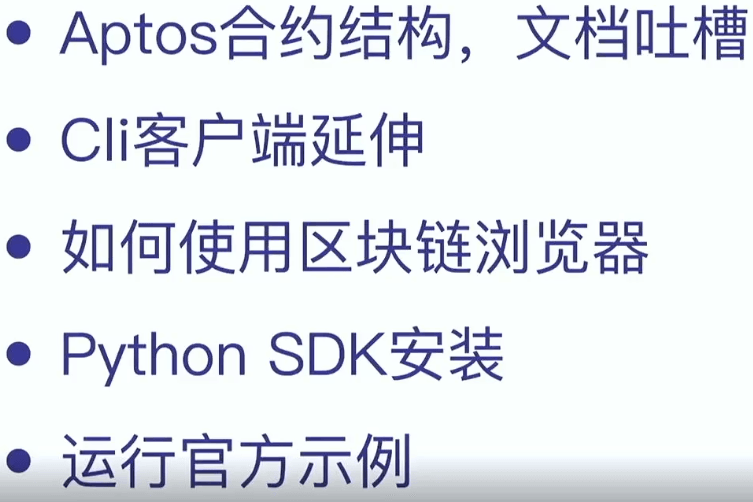 Aptos合约结构，文档吐槽
Cli客户端延伸
如何使用区块链浏览器
Python SDK安装
运行官方示例